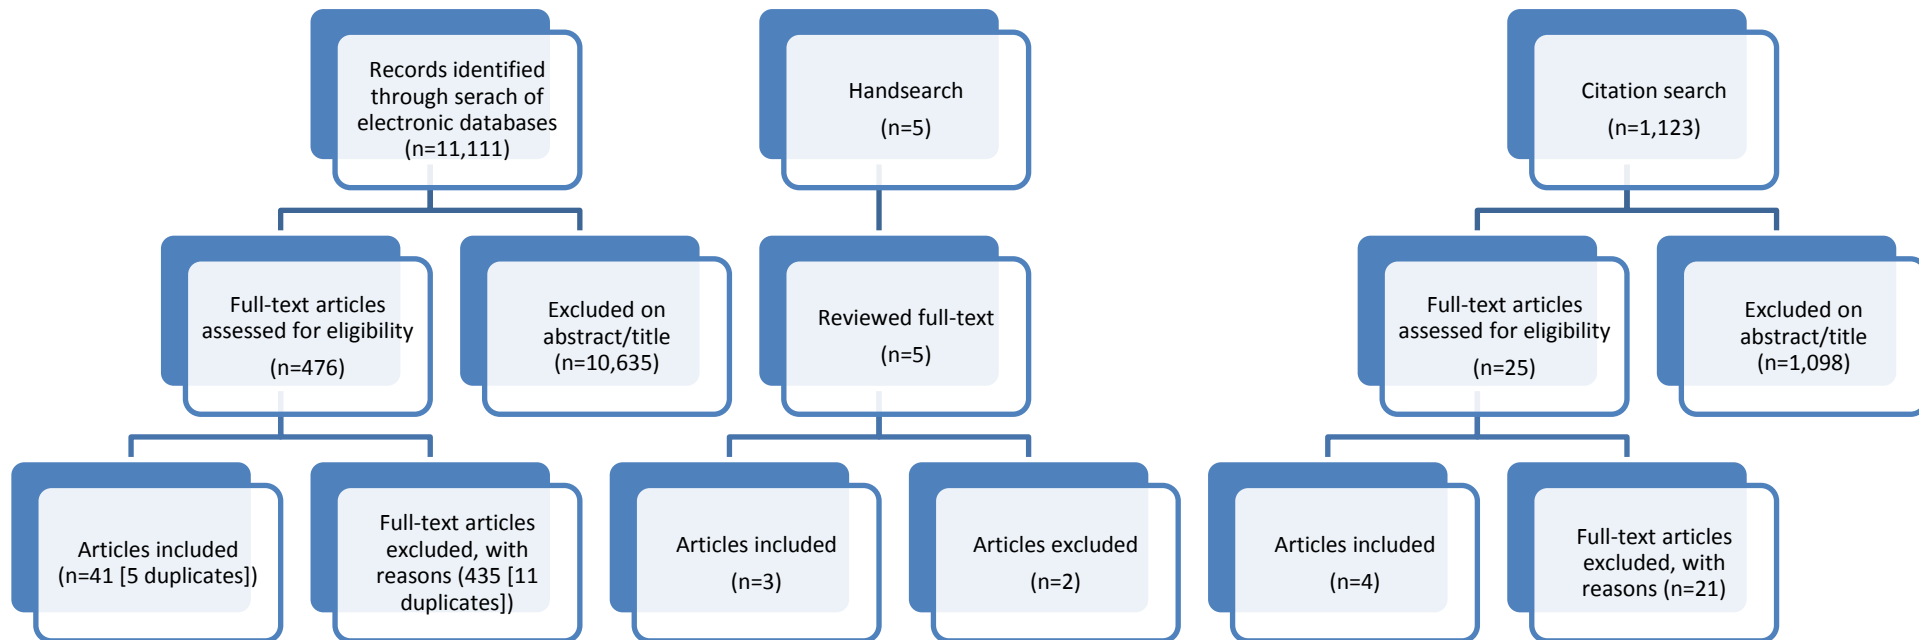 Records identified
through serach of
electronic databases
(n=11,111)
Handsearch
(n=5)
Citation search
(n=1,123)
Full-text articles
assessed for eligibility
(n=476)
Excluded on
abstract/title
(n=10,635)
Reviewed full-text
(n=5)
Full-text articles
assessed for eligibility
(n=25)
Excluded on
abstract/title
(n=1,098)
Articles included
(n=41 [5 duplicates])
Full-text articles
excluded, with
reasons (435 [11
duplicates])
Articles included
(n=3)
Articles excluded
(n=2)
Articles included
(n=4)
Full-text articles
excluded, with
reasons (n=21)